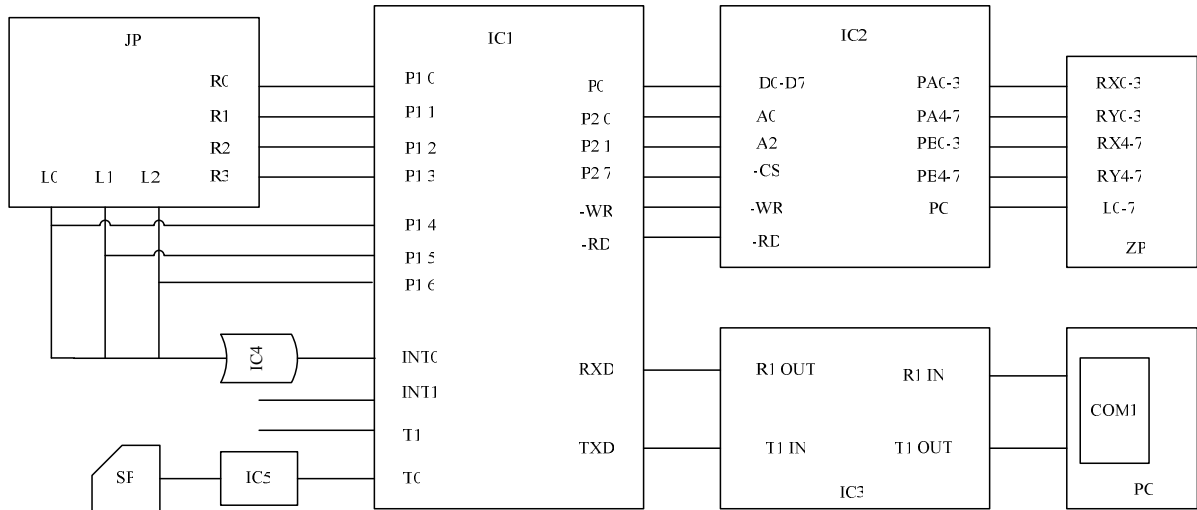 JP
R0
R1
R2
R3
L0 L1 L2
IC1
P1 0
P1 1
P1 2
P1 3
P1 4
P1 5
P1 6
INT0
INT1
T1
T0
P0
P2 0
P2 1
P2 7
-WR
-RD
RXD
TXD
IC2
D0-D7
A0
A2
-CS
-WR
-RD
PA0-3
PA4-7
PB0-3
PB4-7
PC
RX0-3
RY0-3
RX4-7
RY4-7
L0-7
ZP
IC4
SP
IC5
R1 OUT
T1 IN
R1 IN
T1 OUT
IC3
COM1
PC